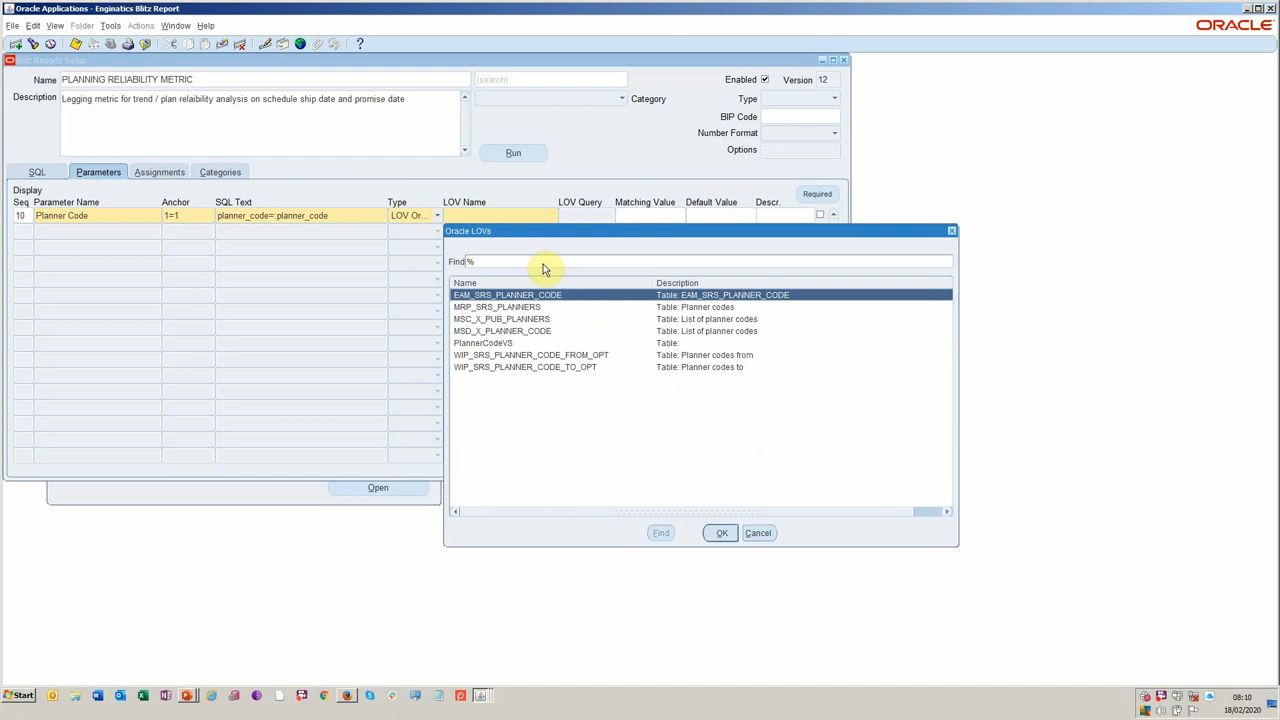 Oracle Applications - Enginatics Blitz Report
File Edit View Folder Tools Actions Window Help
ORACLE
Blitz Reports Setup
Name PLANNING RELIABILITY METRIC (search) Enabled Version 12
Description Legging metric for trend / plan relaibility analysis on schedule ship date and promise date Category Type
BIP Code
Number Format
Options
Run
SQL Parameters Assignments Categories
Display Required
Seq Parameter Name Anchor SQL Text Type LOV Name LOV Query Matching Value Default Value Descr.
10 Planner Code 1=1 planner_code=:planner_code LOV Or...
Oracle LOVs
Find %
Name Description
EAM_SRS_PLANNER_CODE Table: EAM_SRS_PLANNER_CODE
MRP_SRS_PLANNERS Table: Planner codes
MSC_X_PUB_PLANNERS Table: List of planner codes
MSD_X_PLANNER_CODE Table: List of planner codes
PlannerCodeVS Table:
WIP_SRS_PLANNER_CODE_FROM_OPT Table: Planner codes from
WIP_SRS_PLANNER_CODE_TO_OPT Table: Planner codes to
Open
Find OK Cancel
Start
08:10
18/02/2020